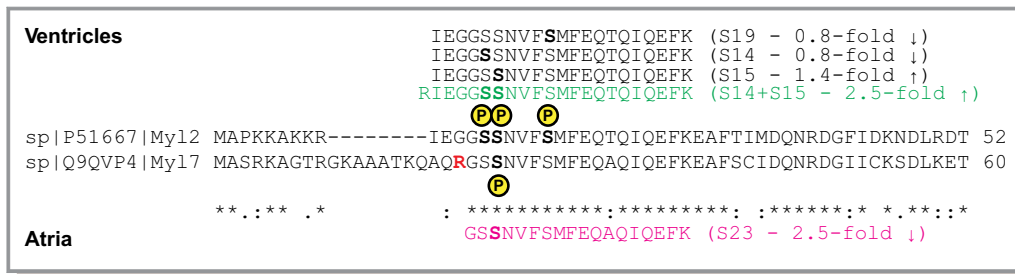 Ventricles IEGGSSNVFSMFEQTQIQEFK (S19 - 0.8-fold ↓)
IEGGSSNVFSMFEQTQIQEFK (S14 - 0.8-fold ↓)
IEGGSSNVFSMFEQTQIQEFK (S15 - 1.4-fold ↑)
RIEGGSSNVFSMFEQTQIQEFK (S14+S15 - 2.5-fold ↑)
P P P
sp|P51667|Myl2 MAPKKAKKR--------IEGGSSNVFSMFEQTQIQEFKEAFTIMDQNRDGFIDKNDLRDT 52
sp|Q9QVP4|Myl7 MASRKAGTRGKAAATKQAQRGSSNVFSMFEQAQIQEFKEAFSCIDQNRDGIICKSDLKET 60
P
**.:** .* : **********:*********: :******:* *.**::*
Atria GSSNVFSMFEQAQIQEFK (S23 - 2.5-fold ↓)